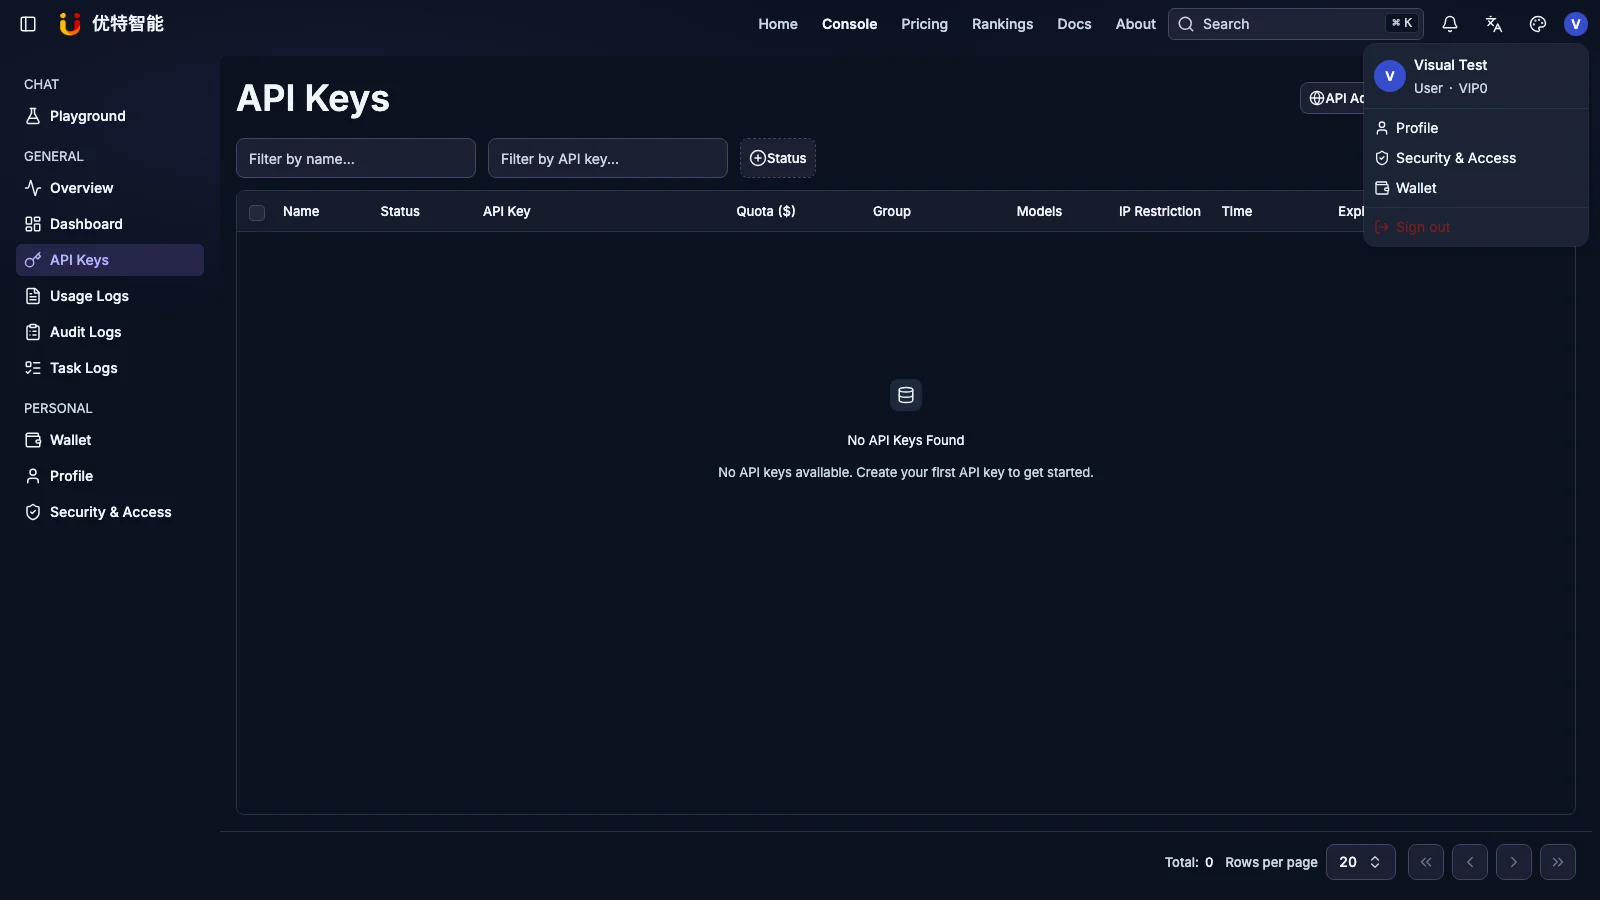 优特智能
Home
Console
Pricing
Rankings
Docs
About
Search
⌘ K
V
CHAT
Playground
GENERAL
Overview
Dashboard
API Keys
Usage Logs
Audit Logs
Task Logs
PERSONAL
Wallet
Profile
Security & Access
API Keys
API Ad
V
Visual Test
User · VIP0
Profile
Security & Access
Wallet
Sign out
Filter by name...
Filter by API key...
Status
Name
Status
API Key
Quota ($)
Group
Models
IP Restriction
Time
Expi
No API Keys Found
No API keys available. Create your first API key to get started.
Total: 0
Rows per page
20